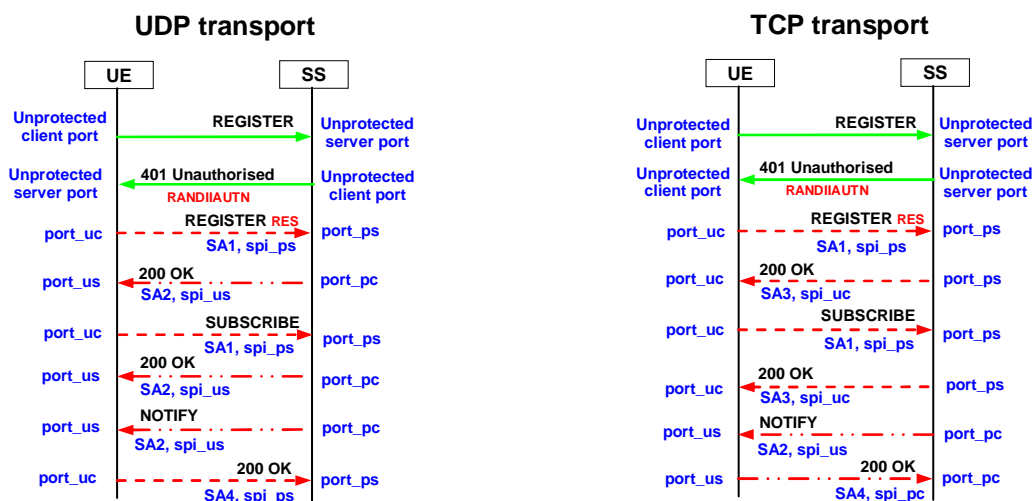 UDP transport
UE
SS
Unprotected
client port
REGISTER
Unprotected
server port
Unprotected
server port
401 Unauthorised
RANDIIAUTN
Unprotected
client port
port_uc
REGISTER RES
SA1, spi_ps
port_ps
port_us
200 OK
SA2, spi_us
port_pc
port_uc
SUBSCRIBE
SA1, spi_ps
port_ps
port_us
200 OK
SA2, spi_us
port_pc
port_us
NOTIFY
SA2, spi_us
port_pc
port_uc
200 OK
SA4, spi_ps
port_ps
TCP transport
UE
SS
Unprotected
client port
REGISTER
Unprotected
server port
Unprotected
client port
401 Unauthorised
RANDIIAUTN
Unprotected
server port
port_uc
REGISTER RES
SA1, spi_ps
port_ps
port_uc
200 OK
SA3, spi_uc
port_ps
port_uc
SUBSCRIBE
SA1, spi_ps
port_ps
port_uc
200 OK
SA3, spi_uc
port_ps
port_us
NOTIFY
SA2, spi_us
port_pc
port_us
200 OK
SA4, spi_pc
port_pc